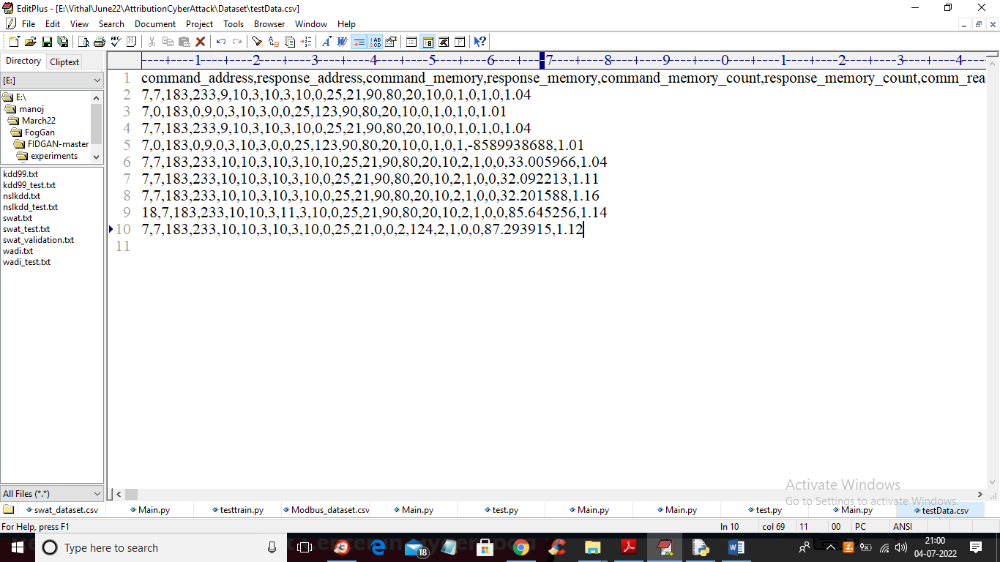 EditPlus - [E:\Vithal\June22\AttributionCyberAttack\Dataset\testData.csv]
File Edit View Search Document Project Tools Browser Window Help
Directory Cliptext
[E:]
E:\
manoj
March22
FogGan
FIDGAN-master
experiments
kdd99.txt
kdd99_test.txt
nslkdd.txt
nslkdd_test.txt
swat.txt
swat_test.txt
swat_validation.txt
wadi.txt
wadi_test.txt
All Files (*.*)
----+----1----+----2----+----3----+----4----+----5----+----6----+----7----+----8----+----9----+----0----+----1----+----2----+----3----+----4----
1 command_address,response_address,command_memory,response_memory,command_memory_count,response_memory_count,comm_rea
2 7,7,183,233,9,10,3,10,3,10,0,25,21,90,80,20,10,0,1,0,1,0,1.04
3 7,0,183,0,9,0,3,10,3,0,0,25,123,90,80,20,10,0,1,0,1,0,1.01
4 7,7,183,233,9,10,3,10,3,10,0,25,21,90,80,20,10,0,1,0,1,0,1.04
5 7,0,183,0,9,0,3,10,3,0,0,25,123,90,80,20,10,0,1,0,1,-8589938688,1.01
6 7,7,183,233,10,10,3,10,3,10,10,25,21,90,80,20,10,2,1,0,0,33.005966,1.04
7 7,7,183,233,10,10,3,10,3,10,0,25,21,90,80,20,10,2,1,0,0,32.092213,1.11
8 7,7,183,233,10,10,3,10,3,10,0,25,21,90,80,20,10,2,1,0,0,32.201588,1.16
9 18,7,183,233,10,10,3,11,3,10,0,25,21,90,80,20,10,2,1,0,0,85.645256,1.14
10 7,7,183,233,10,10,3,10,3,10,0,25,21,0,0,2,124,2,1,0,0,87.293915,1.12
11
Activate Windows
Go to Settings to activate Windows.
swat_dataset.csv Main.py testtrain.py Modbus_dataset.csv Main.py test.py Main.py Main.py test.py Main.py testData.csv
For Help, press F1 ln 10 col 69 11 00 PC ANSI
Type here to search 18 21:00
04-07-2022